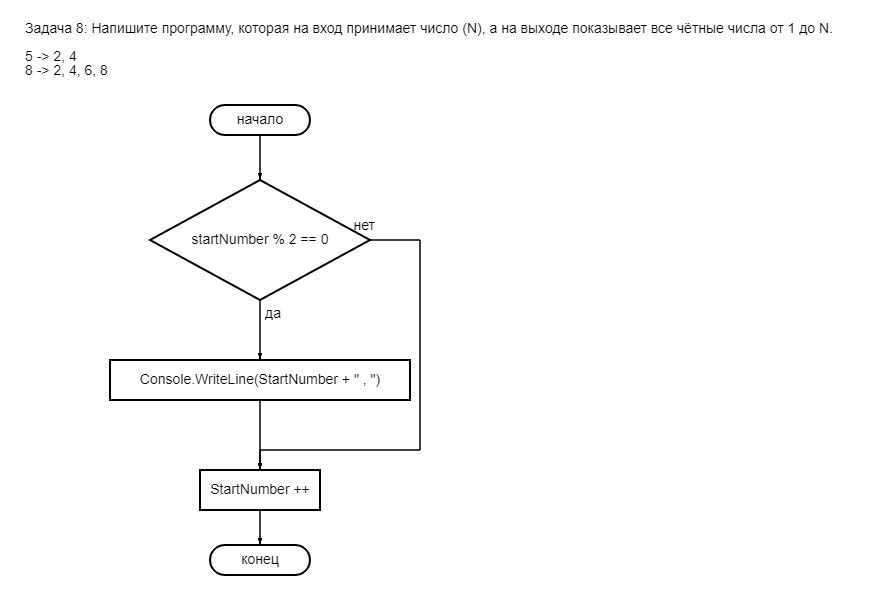 Задача 8: Напишите программу, которая на вход принимает число (N), а на выходе показывает все чётные числа от 1 до N.
5 -> 2, 4
8 -> 2, 4, 6, 8
начало
нет
startNumber % 2 == 0
да
Console.WriteLine(StartNumber + " , ")
StartNumber ++
конец